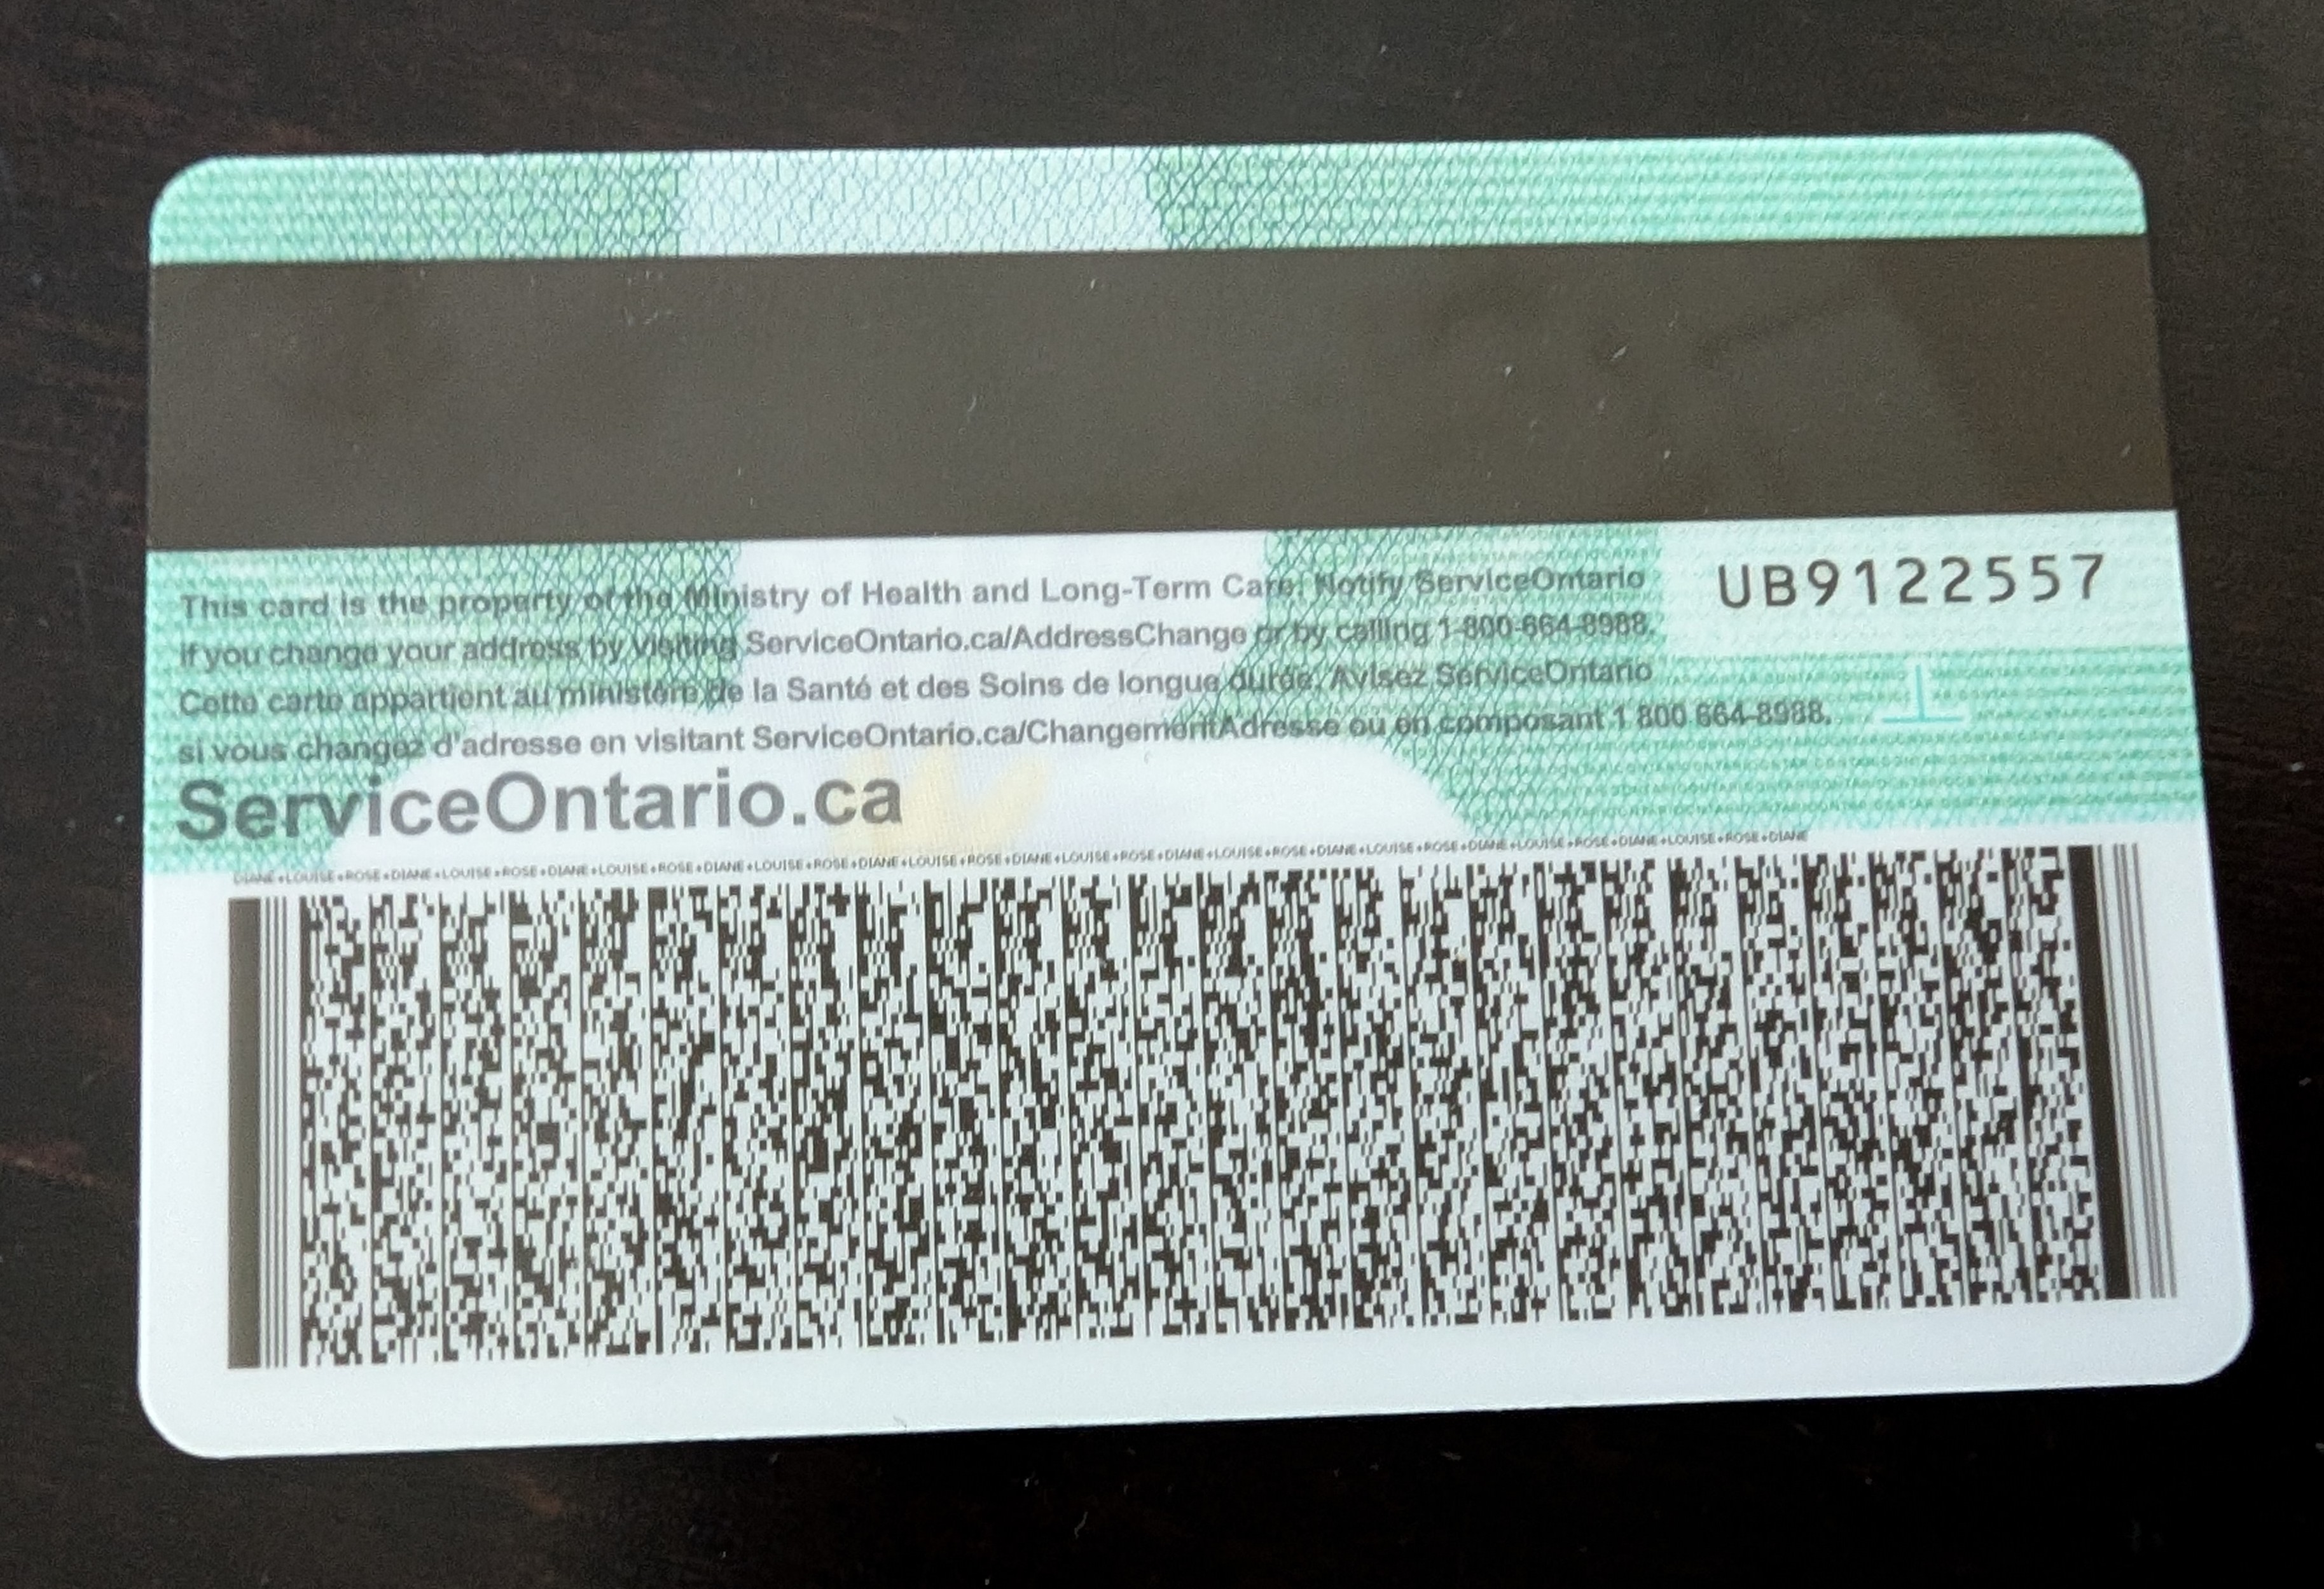 This card is the property of the Ministry of Health and Long-Term Care. Notify ServiceOntario
if you change your address by visiting ServiceOntario.ca/AddressChange or by calling 1-800-664-8988.
Cette carte appartient au ministère de la Santé et des Soins de longue durée. Avisez ServiceOntario
si vous changez d'adresse en visitant ServiceOntario.ca/ChangementAdresse ou en composant 1 800 664-8988.
UB9122557
ServiceOntario.ca
DIANE+LOUISE+ROSE+DIANE+LOUISE+ROSE+DIANE+LOUISE+ROSE+DIANE+LOUISE+ROSE+DIANE+LOUISE+ROSE+DIANE+LOUISE+ROSE+DIANE+LOUISE+ROSE+DIANE+LOUISE+ROSE+DIANE+LOUISE+ROSE+DIANE+LOUISE+ROSE+DIANE